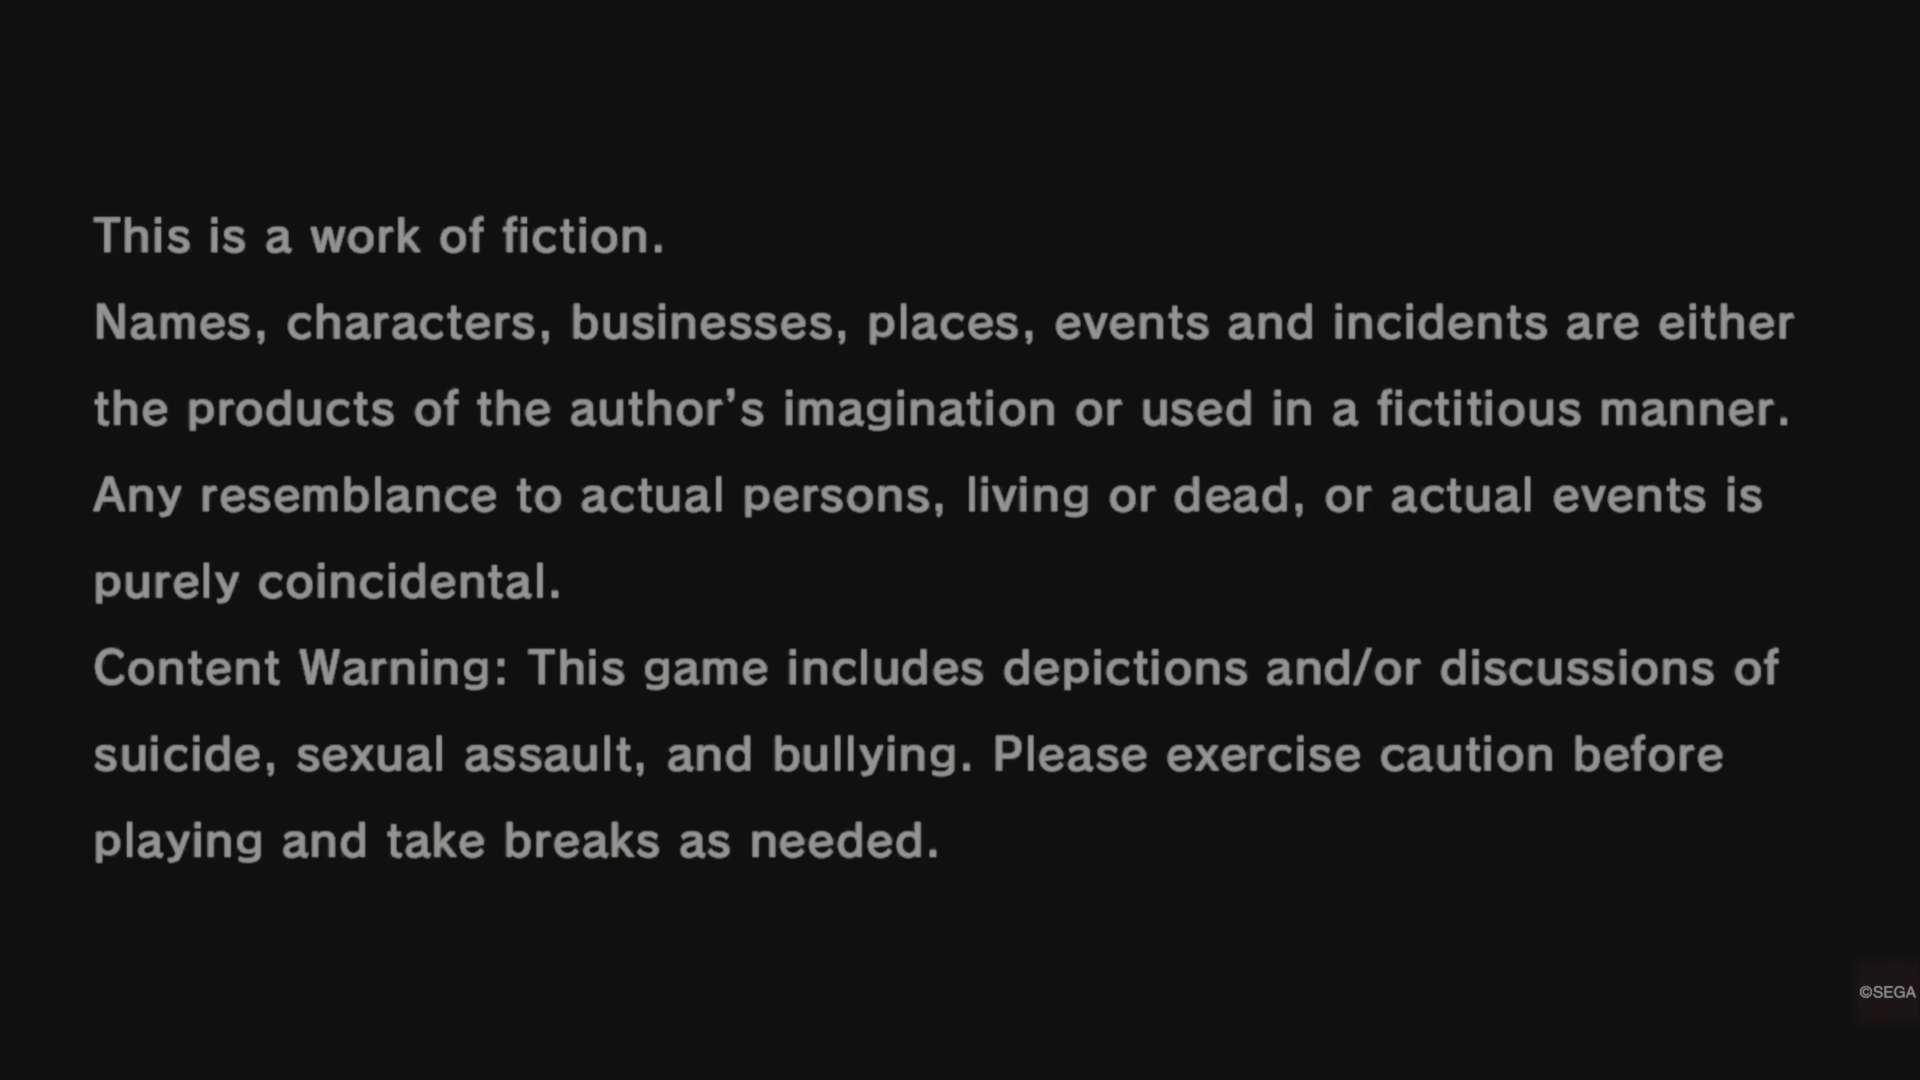 This is a work of fiction.
Names, characters, businesses, places, events and incidents are either
the products of the author’s imagination or used in a fictitious manner.
Any resemblance to actual persons, living or dead, or actual events is
purely coincidental.
Content Warning: This game includes depictions and/or discussions of
suicide, sexual assault, and bullying. Please exercise caution before
playing and take breaks as needed.
©SEGA